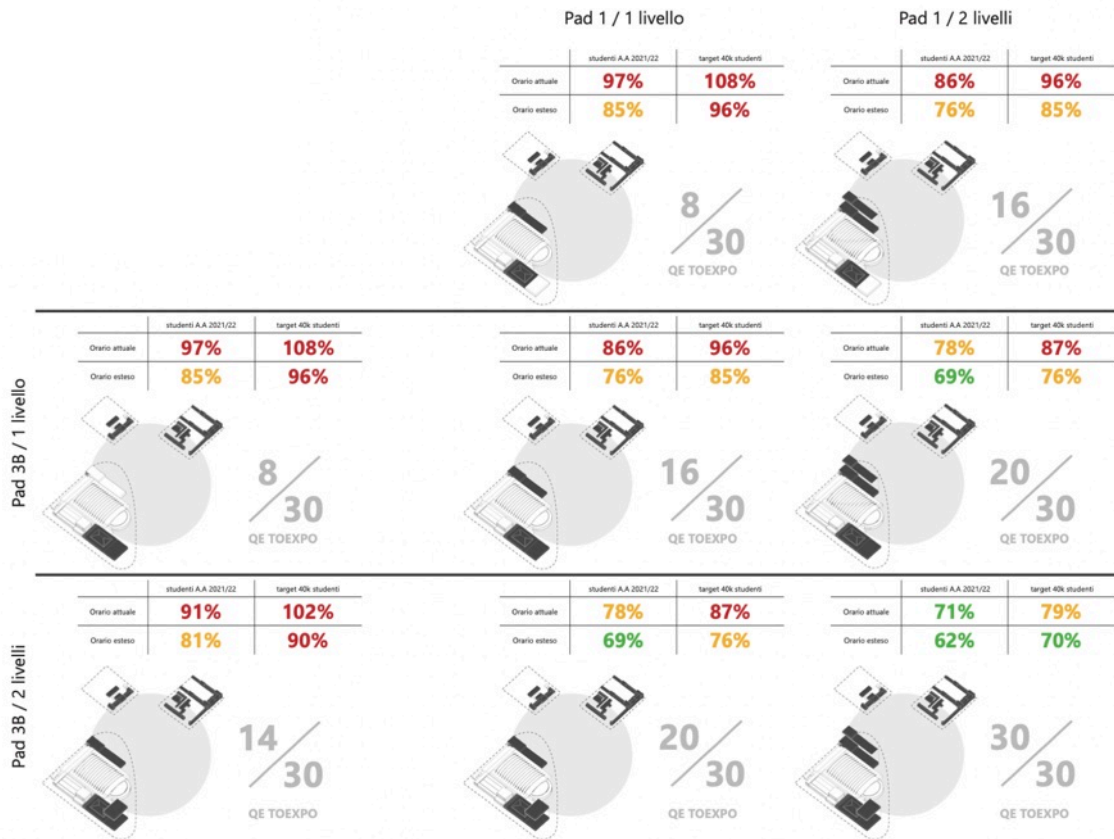 Pad 1 / 1 livello
Pad 1 / 2 livelli
studenti A.A 2021/22 target 40k studenti
Orario attuale 97% 108%
Orario esteso 85% 96%
8
30
QE TOEXPO
studenti A.A 2021/22 target 40k studenti
Orario attuale 86% 96%
Orario esteso 76% 85%
16
30
QE TOEXPO
Pad 3B / 1 livello
studenti A.A 2021/22 target 40k studenti
Orario attuale 97% 108%
Orario esteso 85% 96%
8
30
QE TOEXPO
studenti A.A 2021/22 target 40k studenti
Orario attuale 86% 96%
Orario esteso 76% 85%
16
30
QE TOEXPO
studenti A.A 2021/22 target 40k studenti
Orario attuale 78% 87%
Orario esteso 69% 76%
20
30
QE TOEXPO
Pad 3B / 2 livelli
studenti A.A 2021/22 target 40k studenti
Orario attuale 91% 102%
Orario esteso 81% 90%
14
30
QE TOEXPO
studenti A.A 2021/22 target 40k studenti
Orario attuale 78% 87%
Orario esteso 69% 76%
20
30
QE TOEXPO
studenti A.A 2021/22 target 40k studenti
Orario attuale 71% 79%
Orario esteso 62% 70%
30
30
QE TOEXPO